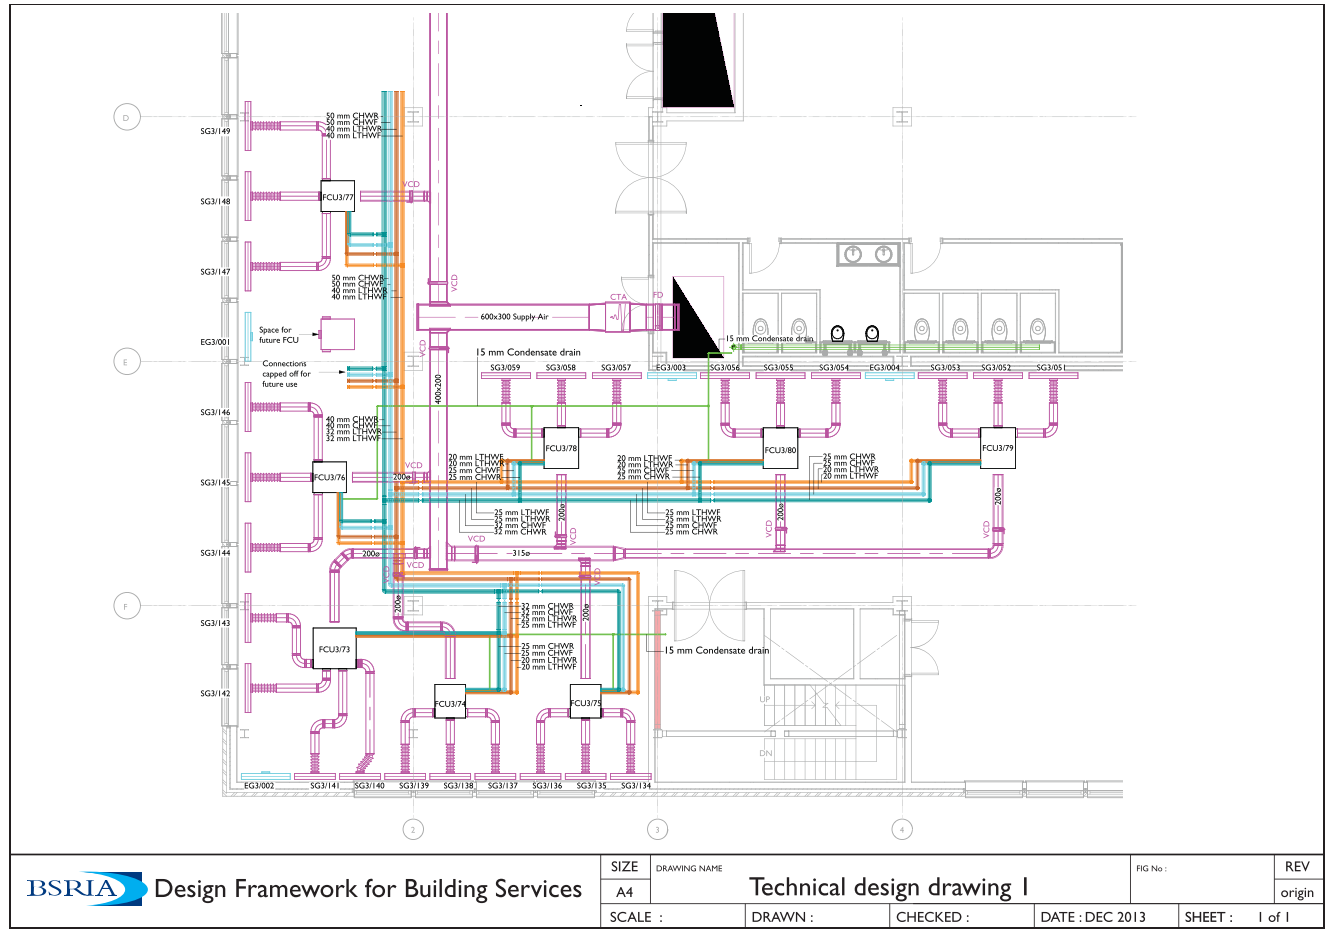 D
SG3/149
50 mm CHWR
50 mm CHWF
40 mm LTHWR
40 mm LTHWF
VCD
FCU3/77
SG3/148
SG3/147
50 mm CHWR
50 mm CHWF
40 mm LTHWR
40 mm LTHWF
VCD
CTA
FD
600x300 Supply Air
EG3/001
Space for
future FCU
VCD
15 mm Condensate drain
15 mm Condensate drain
E
Connections
capped off for
future use
400x200
SG3/059
SG3/058
SG3/057
EG3/003
SG3/056
SG3/055
SG3/054
EG3/004
SG3/053
SG3/052
SG3/051
SG3/146
40 mm CHWR
40 mm CHWF
32 mm LTHWR
32 mm LTHWF
FCU3/78
FCU3/80
FCU3/79
VCD
200ø
FCU3/76
SG3/145
20 mm LTHWF
20 mm LTHWR
25 mm CHWF
25 mm CHWR
20 mm LTHWF
20 mm LTHWR
25 mm CHWF
25 mm CHWR
25 mm CHWR
25 mm CHWF
20 mm LTHWR
20 mm LTHWF
25 mm LTHWF
25 mm LTHWR
32 mm CHWF
32 mm CHWR
200ø
VCD
25 mm LTHWF
25 mm LTHWR
25 mm CHWF
25 mm CHWR
200ø
VCD
200ø
VCD
SG3/144
200ø
VCD
VCD
315ø
VCD
200ø
200ø
F
SG3/143
32 mm CHWR
32 mm CHWF
25 mm LTHWR
25 mm LTHWF
FCU3/73
25 mm CHWR
25 mm CHWF
20 mm LTHWR
20 mm LTHWF
15 mm Condensate drain
SG3/142
FCU3/74
FCU3/75
UP
DN
EG3/002
SG3/141
SG3/140
SG3/139
SG3/138
SG3/137
SG3/136
SG3/135
SG3/134
2
3
4
BSRIA Design Framework for Building Services
SIZE
A4
DRAWING NAME
Technical design drawing 1
FIG No :
REV
origin
SCALE :
DRAWN :
CHECKED :
DATE : DEC 2013
SHEET : 1 of 1